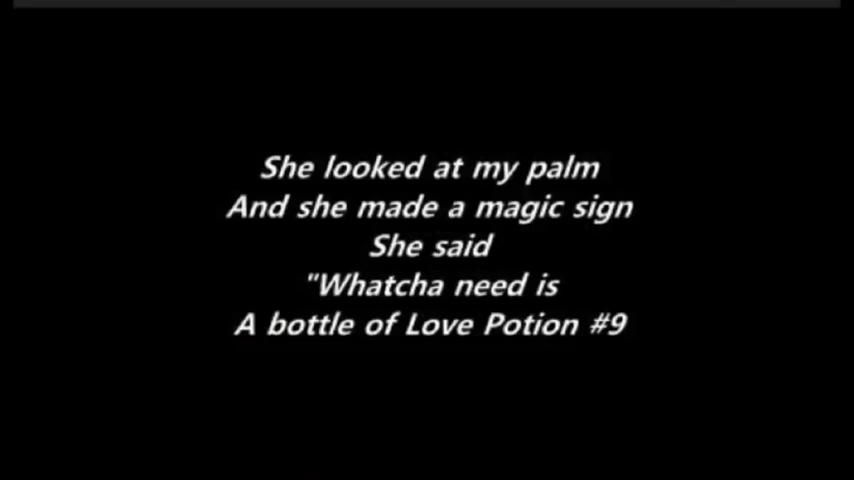 She looked at my palm
And she made a magic sign
She said
"Whatcha need is
A bottle of Love Potion #9